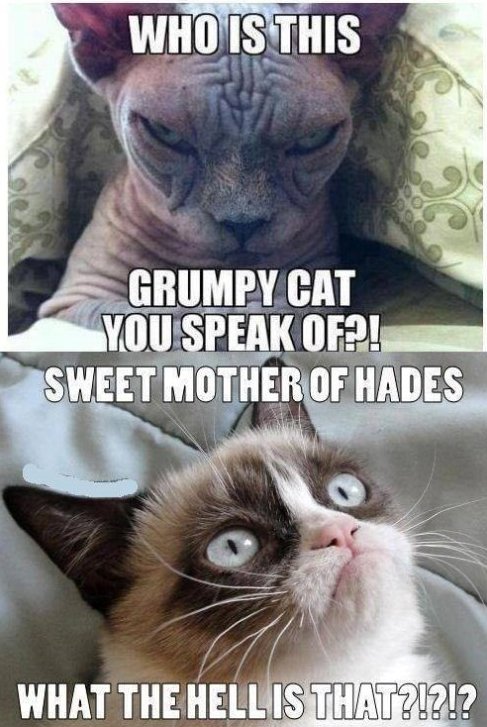 WHO IS THIS
GRUMPY CAT
YOU SPEAK OF?!
SWEET MOTHER OF HADES
WHAT THE HELL IS THAT?!?!?